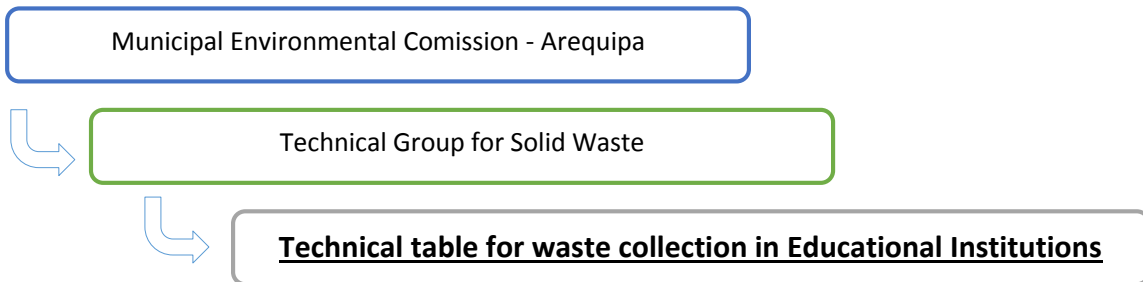 Municipal Environmental Comission - Arequipa
Technical Group for Solid Waste
Technical table for waste collection in Educational Institutions